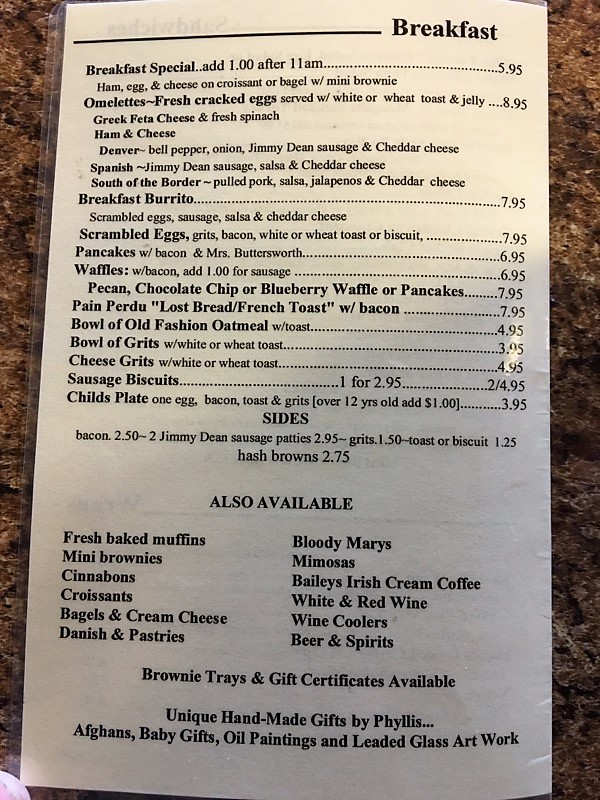 Breakfast
Breakfast Special..add 1.00 after 11am..................................................5.95
Ham, egg, & cheese on croissant or bagel w/ mini brownie
Omelettes~Fresh cracked eggs served w/ white or wheat toast & jelly ....8.95
Greek Feta Cheese & fresh spinach
Ham & Cheese
Denver~ bell pepper, onion, Jimmy Dean sausage & Cheddar cheese
Spanish ~Jimmy Dean sausage, salsa & Cheddar cheese
South of the Border ~ pulled pork, salsa, jalapenos & Cheddar cheese
Breakfast Burrito...............................................................................7.95
Scrambled eggs, sausage, salsa & cheddar cheese
Scrambled Eggs, grits, bacon, white or wheat toast or biscuit, ...................7.95
Pancakes w/ bacon & Mrs. Buttersworth...................................................6.95
Waffles: w/bacon, add 1.00 for sausage ....................................................6.95
Pecan, Chocolate Chip or Blueberry Waffle or Pancakes........7.95
Pain Perdu "Lost Bread/French Toast" w/ bacon ........................7.95
Bowl of Old Fashion Oatmeal w/toast...............................................4.95
Bowl of Grits w/white or wheat toast......................................................3.95
Cheese Grits w/white or wheat toast.......................................................4.95
Sausage Biscuits.........................................1 for 2.95.....................2/4.95
Childs Plate one egg, bacon, toast & grits [over 12 yrs old add $1.00]..........3.95
SIDES
bacon. 2.50~ 2 Jimmy Dean sausage patties 2.95~ grits.1.50~toast or biscuit 1.25
hash browns 2.75
ALSO AVAILABLE
Fresh baked muffins
Mini brownies
Cinnabons
Croissants
Bagels & Cream Cheese
Danish & Pastries
Bloody Marys
Mimosas
Baileys Irish Cream Coffee
White & Red Wine
Wine Coolers
Beer & Spirits
Brownie Trays & Gift Certificates Available
Unique Hand-Made Gifts by Phyllis...
Afghans, Baby Gifts, Oil Paintings and Leaded Glass Art Work